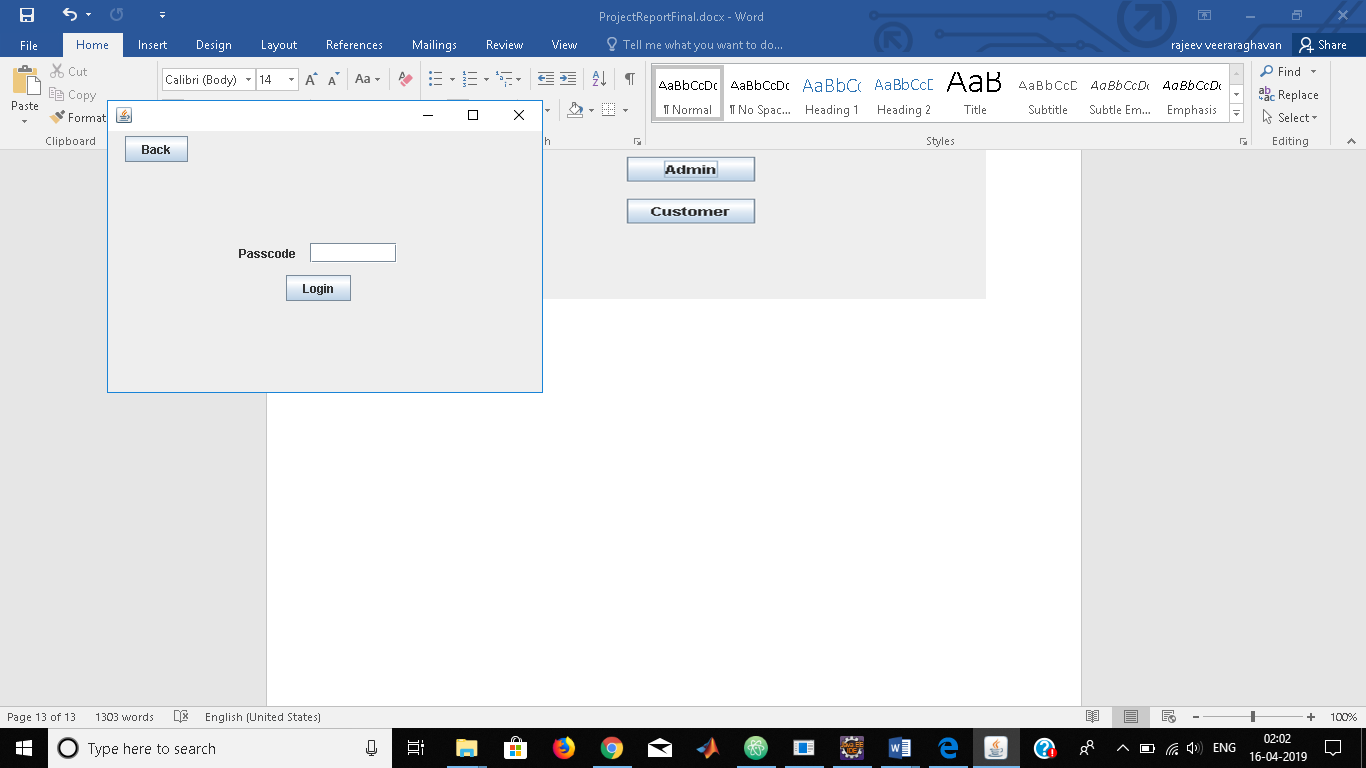 ProjectReportFinal.docx - Word
File Home Insert Design Layout References Mailings Review View Tell me what you want to do... rajeev veeraraghavan Share
Paste
Cut
Copy
Format
Clipboard
Calibri (Body) 14 Aa
AaBbCcDc AaBbCcDc AaBbCc AaBbCcD AaB AaBbCcD AaBbCcDc AaBbCcDc
¶ Normal ¶ No Spac... Heading 1 Heading 2 Title Subtitle Subtle Em... Emphasis
Styles
Find
Replace
Select
Editing
Back
Passcode
Login
Admin
Customer
Page 13 of 13 1303 words English (United States) 100%
Type here to search
ENG
02:02
16-04-2019